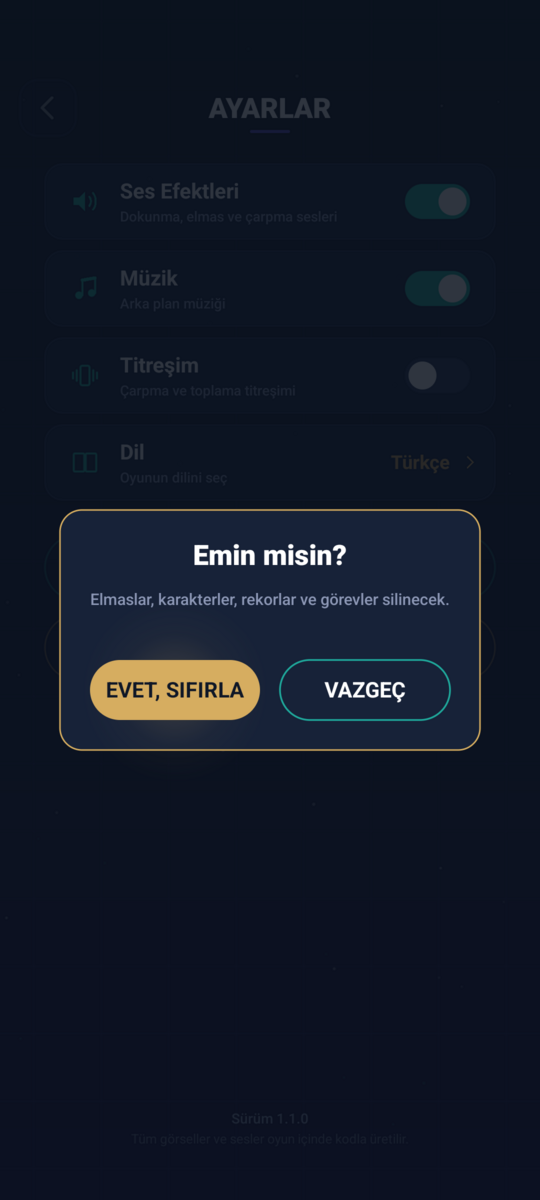 AYARLAR
Ses Efektleri
Dokunma, elmas ve çarpma sesleri
Müzik
Arka plan müziği
Titreşim
Çarpma ve toplama titreşimi
Dil
Oyunun dilini seç
Türkçe
Emin misin?
Elmaslar, karakterler, rekorlar ve görevler silinecek.
EVET, SIFIRLA
VAZGEÇ
Sürüm 1.1.0
Tüm görseller ve sesler oyun içinde kodla üretilir.